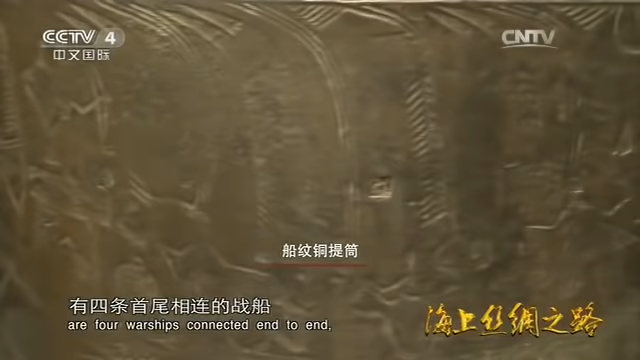 CCTV 4
中文国际
CNTV
船纹铜提筒
有四条首尾相连的战船
are four warships connected end to end,
海上丝绸之路